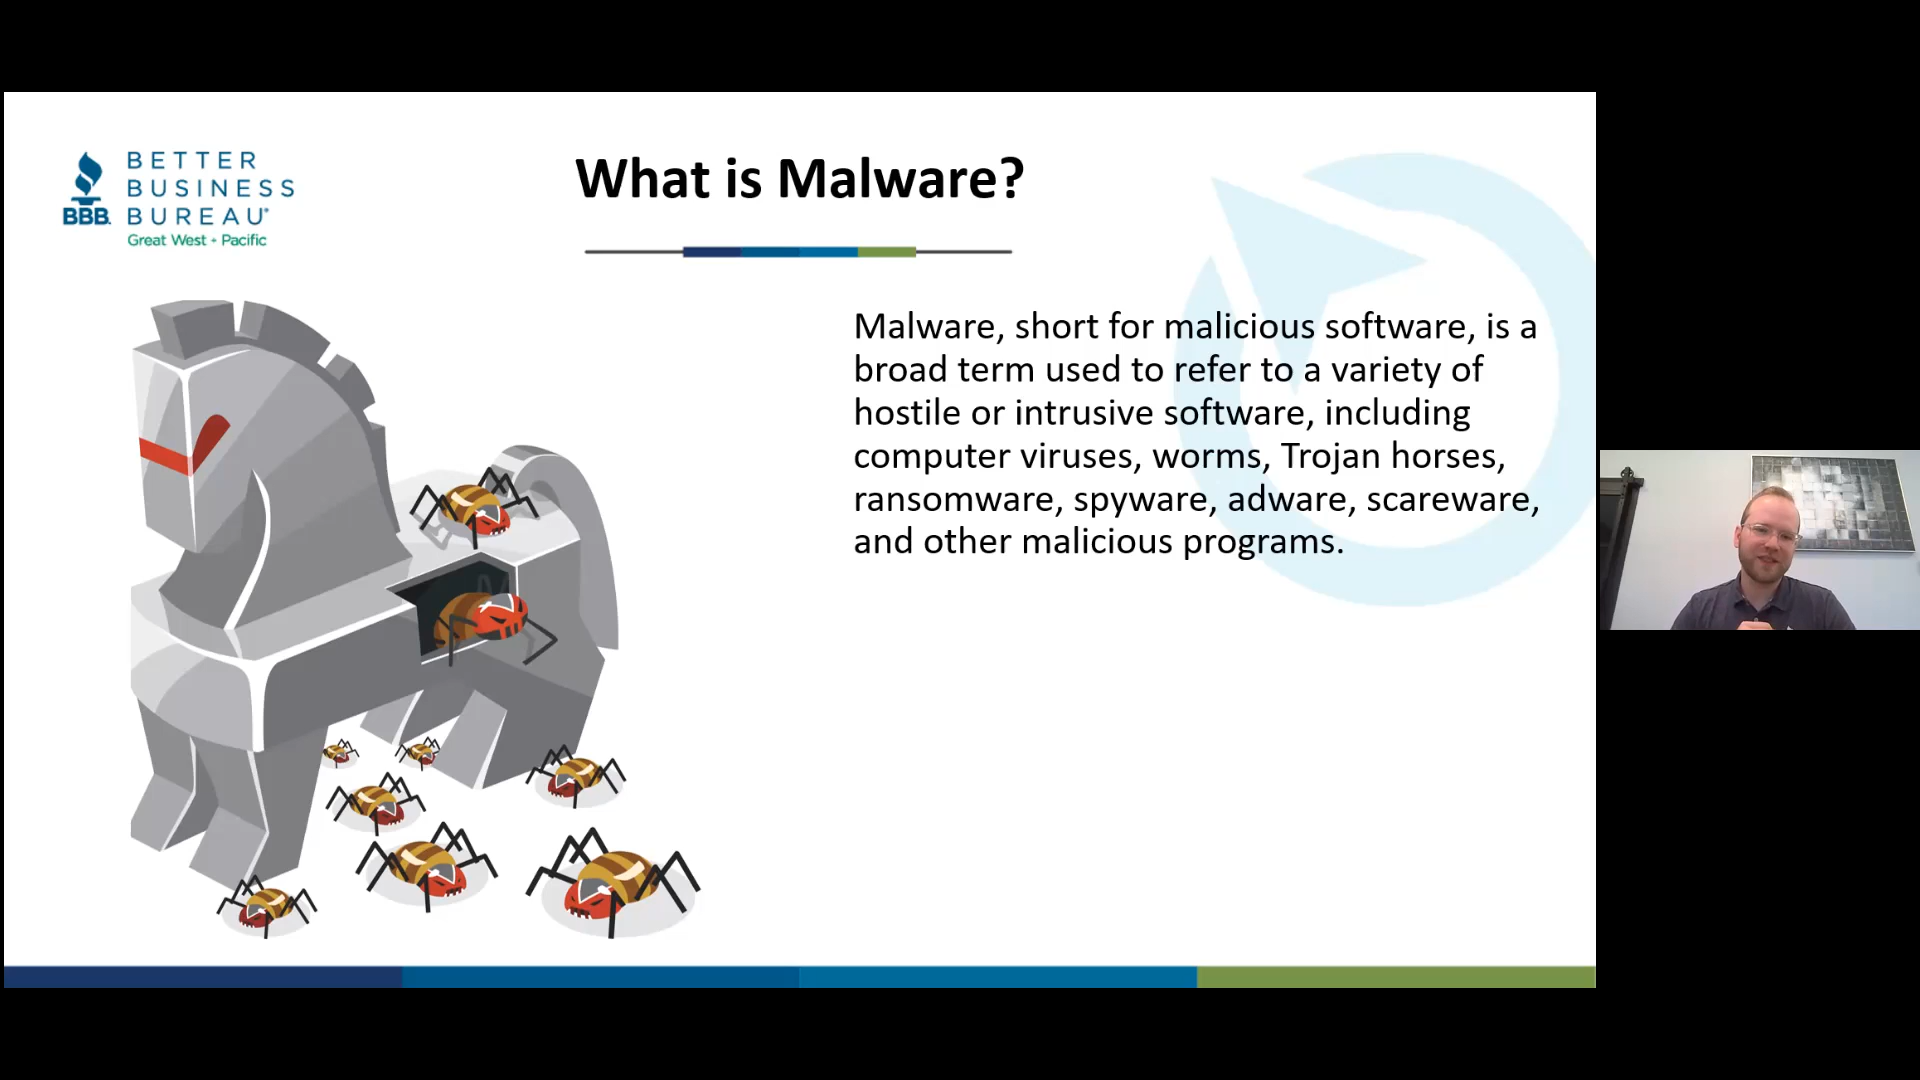 BETTER
BUSINESS
BBB. BUREAU®
Great West + Pacific
What is Malware?
Malware, short for malicious software, is a
broad term used to refer to a variety of
hostile or intrusive software, including
computer viruses, worms, Trojan horses,
ransomware, spyware, adware, scareware,
and other malicious programs.